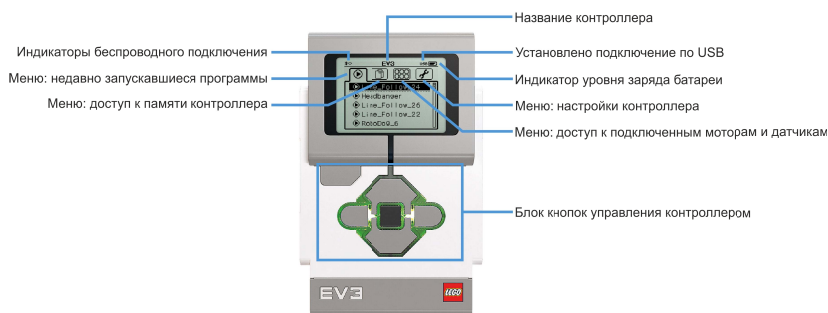 Название контроллера
Индикаторы беспроводного подключения
Установлено подключение по USB
Меню: недавно запускавшиеся программы
Индикатор уровня заряда батареи
Меню: доступ к памяти контроллера
Меню: настройки контроллера
Меню: доступ к подключенным моторам и датчикам
Блок кнопок управления контроллером
EV3
USB
Line_Follow_24
Headbanger
Line_Follow_26
Line_Follow_22
RoboDog_6
EV3
LEGO